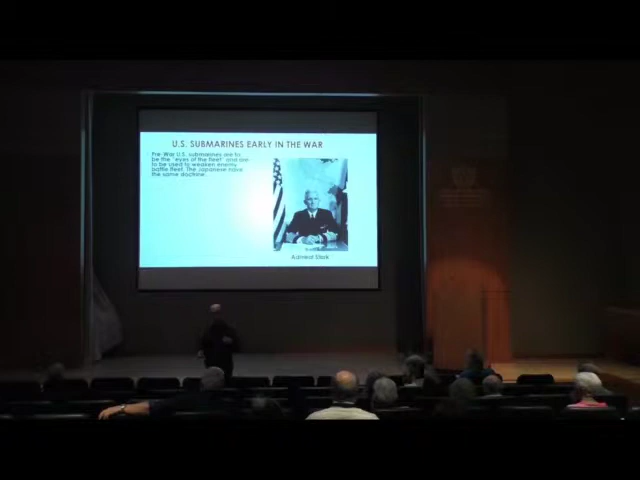 U.S. SUBMARINES EARLY IN THE WAR
Pre War U.S. submarines are to
be the "eyes of the fleet" and are
to be used to weaken enemy
battle fleet. The Japanese have
the same doctrine.
Admiral Stark